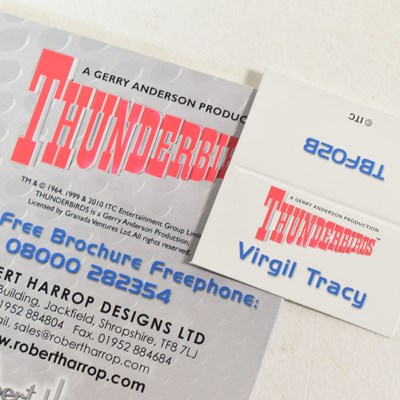 A GERRY ANDERSON PRODUC
THUNDERBIR
TM & © 1964, 1999 & 2010 ITC Entertainment Group Limi
THUNDERBIRDS is a Gerry Anderson Production.
Licensed by Granada Ventures Ltd. All rights reserved.
Free Brochure Freephone:
08000 282354
ERT HARROP DESIGNS LTD
Building, Jackfield, Shropshire, TF8 7LJ
01952 884804 Fax. 01952 884684
ail. sales@robertharrop.com
w.robertharrop.com
© ITC
TBF02B
A GERRY ANDERSON PRODUCTION
THUNDERBIRDS™
Virgil Tracy